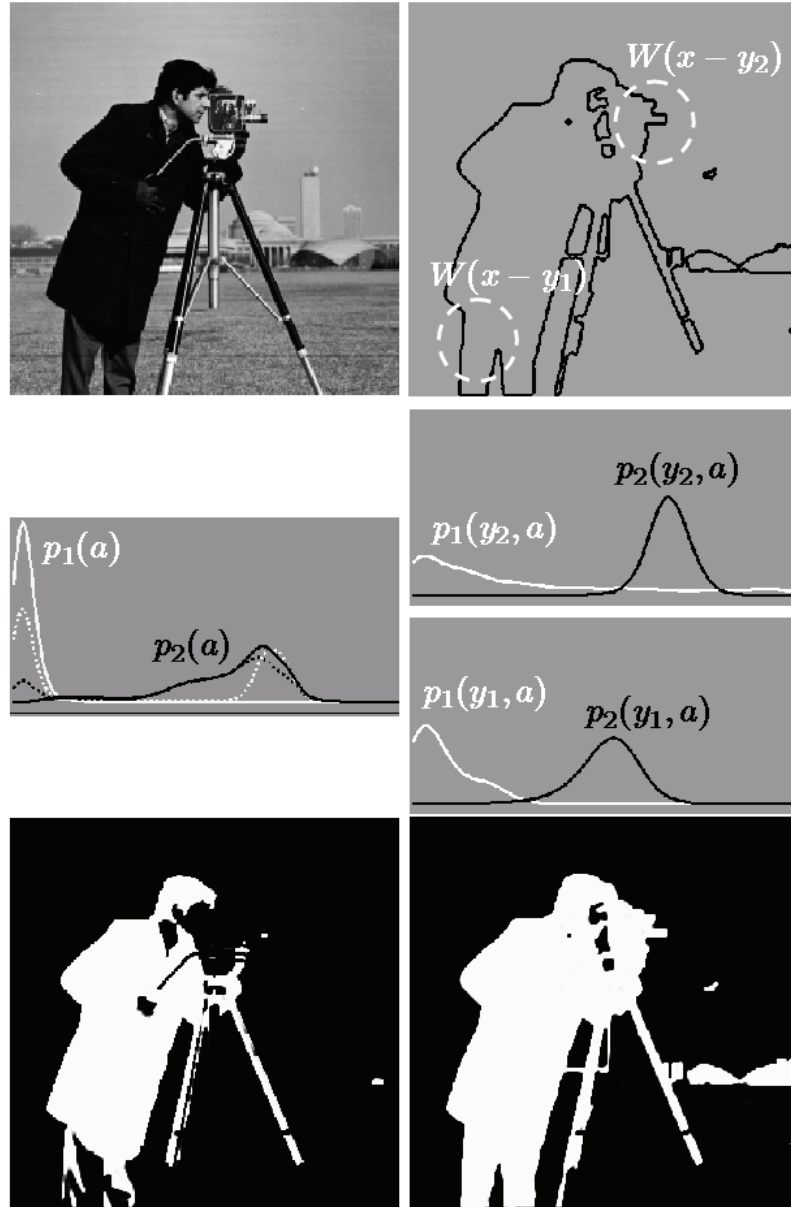 W(x − y₂)
W(x − y₁)
p₂(y₂, a)
p₁(y₂, a)
p₁(a)
p₂(a)
p₁(y₁, a)
p₂(y₁, a)